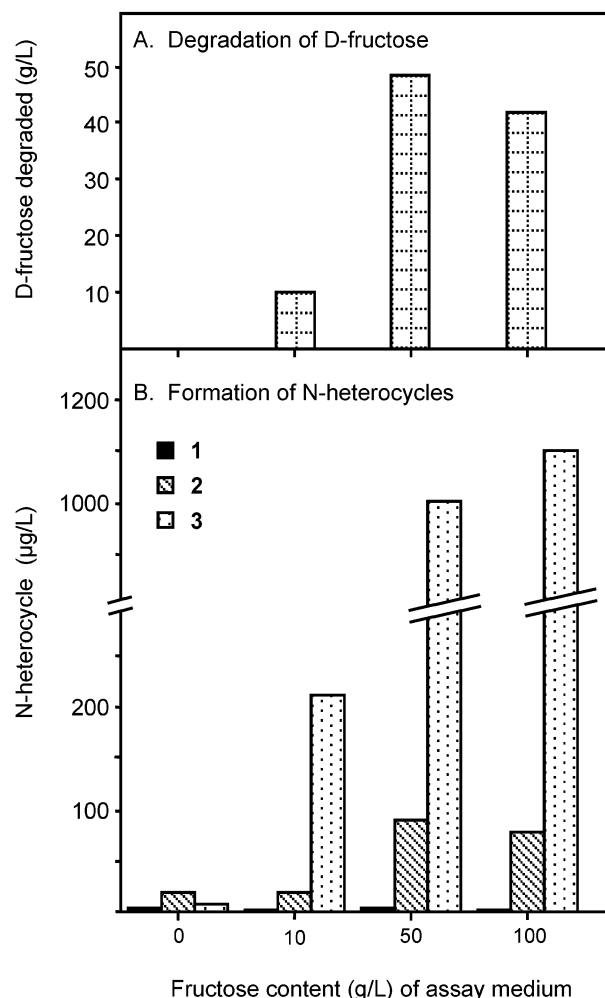 A. Degradation of D-fructose
D-fructose degraded (g/L)
50
40
30
20
10
B. Formation of N-heterocycles
N-heterocycle (µg/L)
1200
1000
200
100
1
2
3
0 10 50 100
Fructose content (g/L) of assay medium